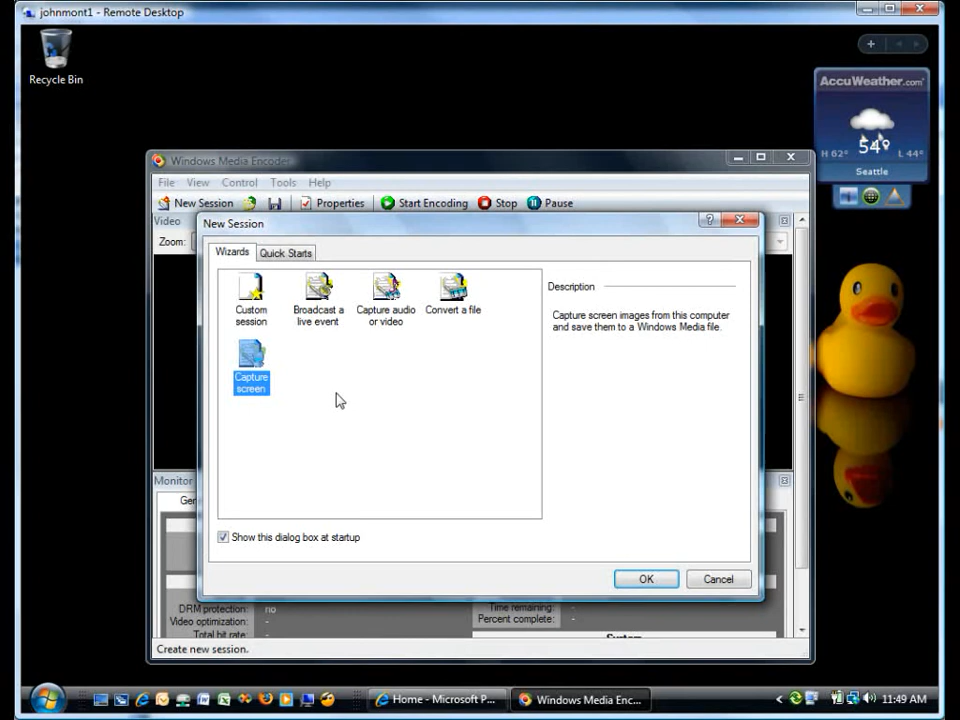 johnmont1 - Remote Desktop
Recycle Bin
AccuWeather.com
54°
H 62° L 44°
Seattle
Windows Media Encoder
File View Control Tools Help
New Session Properties Start Encoding Stop Pause
Video
Zoom:
New Session
Wizards Quick Starts
Custom
session
Broadcast a
live event
Capture audio
or video
Convert a file
Capture
screen
Description
Capture screen images from this computer
and save them to a Windows Media file.
Show this dialog box at startup
OK Cancel
Monitor
Ger
DRM protection: no
Video optimization: -
Total bit rate: -
Time remaining: -
Percent complete: -
System
Create new session.
Home - Microsoft P...
Windows Media Enc...
11:49 AM